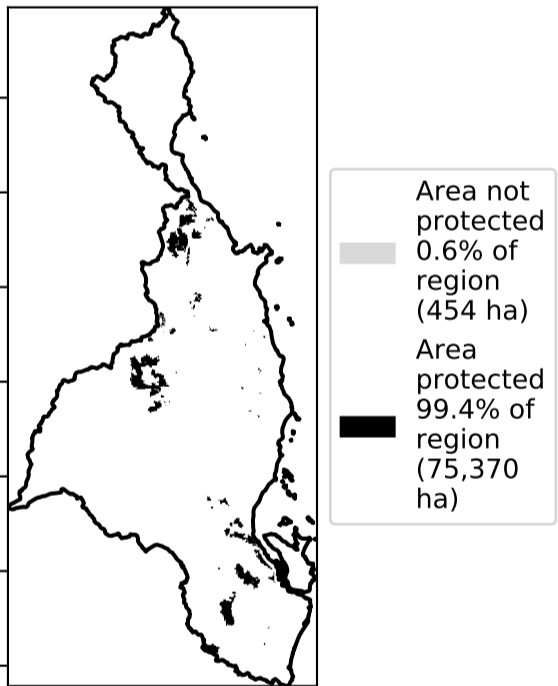 Area not
protected
0.6% of
region
(454 ha)
Area
protected
99.4% of
region
(75,370
ha)